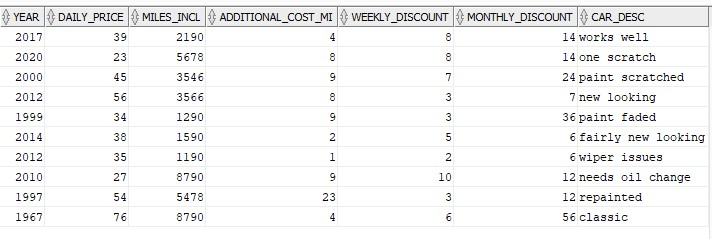 YEAR DAILY_PRICE MILES_INCL ADDITIONAL_COST_MI WEEKLY_DISCOUNT MONTHLY_DISCOUNT CAR_DESC
2017 39 2190 4 8 14 works well
2020 23 5678 8 8 14 one scratch
2000 45 3546 9 7 24 paint scratched
2012 56 3566 8 3 7 new looking
1999 34 1290 9 3 36 paint faded
2014 38 1590 2 5 6 fairly new looking
2012 35 1190 1 2 6 wiper issues
2010 27 8790 9 10 12 needs oil change
1997 54 5478 23 3 12 repainted
1967 76 8790 4 6 56 classic